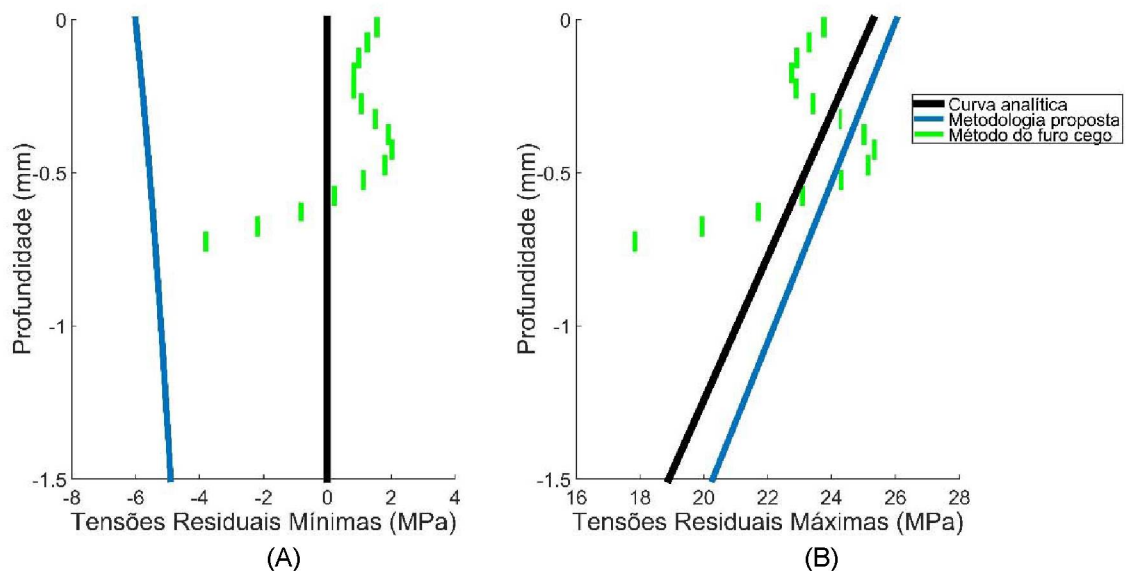 0
-0.5
-1
-1.5
Profundidade (mm)
-8 -6 -4 -2 0 2 4
Tensões Residuais Mínimas (MPa)
(A)
0
-0.5
-1
-1.5
Profundidade (mm)
16 18 20 22 24 26 28
Tensões Residuais Máximas (MPa)
(B)
Curva analítica
Metodologia proposta
Método do furo cego